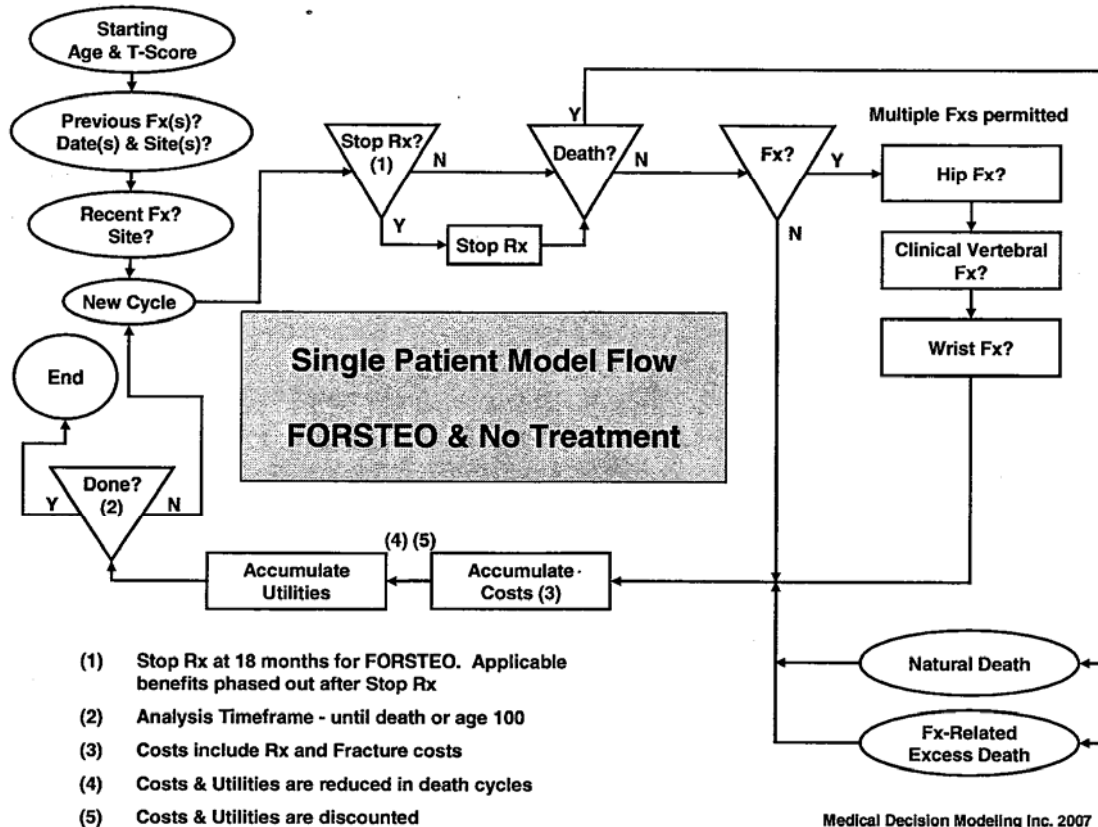 Starting
Age & T-Score
Previous Fx(s)?
Date(s) & Site(s)?
Recent Fx?
Site?
New Cycle
End
Done?
(2)
Y
N
Stop Rx?
(1)
N
Y
Stop Rx
Death?
Y
N
Fx?
Y
N
Multiple Fxs permitted
Hip Fx?
Clinical Vertebral
Fx?
Wrist Fx?
Single Patient Model Flow
FORSTEO & No Treatment
Accumulate
Utilities
(4) (5)
Accumulate
Costs (3)
Natural Death
Fx-Related
Excess Death
(1) Stop Rx at 18 months for FORSTEO. Applicable
benefits phased out after Stop Rx
(2) Analysis Timeframe - until death or age 100
(3) Costs include Rx and Fracture costs
(4) Costs & Utilities are reduced in death cycles
(5) Costs & Utilities are discounted
Medical Decision Modeling Inc. 2007